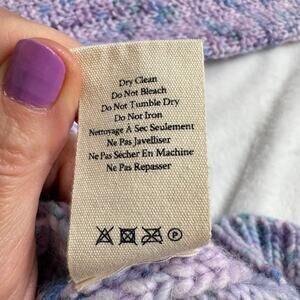 Dry Clean
Do Not Bleach
Do Not Tumble Dry
Do Not Iron
Nettoyage A Sec Seulement
Ne Pas Javelliser
Ne Pas Sécher En Machine
Ne Pas Repasser
P